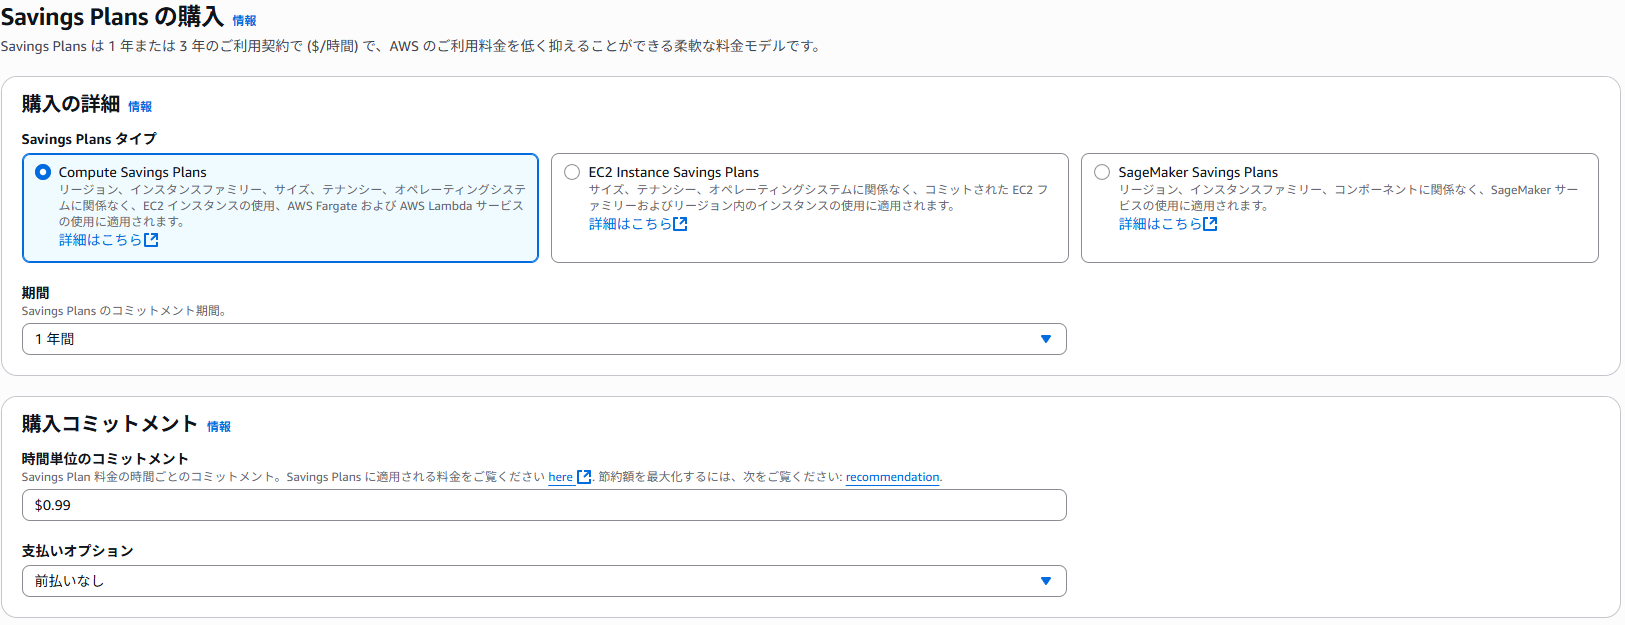 Savings Plans の購入 情報
Savings Plans は 1 年または 3 年のご利用契約で ($/時間) で、AWS のご利用料金を低く抑えることができる柔軟な料金モデルです。
購入の詳細 情報
Savings Plans タイプ
Compute Savings Plans
リージョン、インスタンスファミリー、サイズ、テナンシー、オペレーティングシステ
ムに関係なく、EC2 インスタンスの使用、AWS Fargate および AWS Lambda サービス
の使用に適用されます。
詳細はこちら
EC2 Instance Savings Plans
サイズ、テナンシー、オペレーティングシステムに関係なく、コミットされた EC2 フ
ァミリーおよびリージョン内のインスタンスの使用に適用されます。
詳細はこちら
SageMaker Savings Plans
リージョン、インスタンスファミリー、コンポーネントに関係なく、SageMaker サー
ビスの使用に適用されます。
詳細はこちら
期間
Savings Plans のコミットメント期間。
1 年間
購入コミットメント 情報
時間単位のコミットメント
Savings Plan 料金の時間ごとのコミットメント。Savings Plans に適用される料金をご覧ください here. 節約額を最大化するには、次をご覧ください: recommendation.
$0.99
支払いオプション
前払いなし